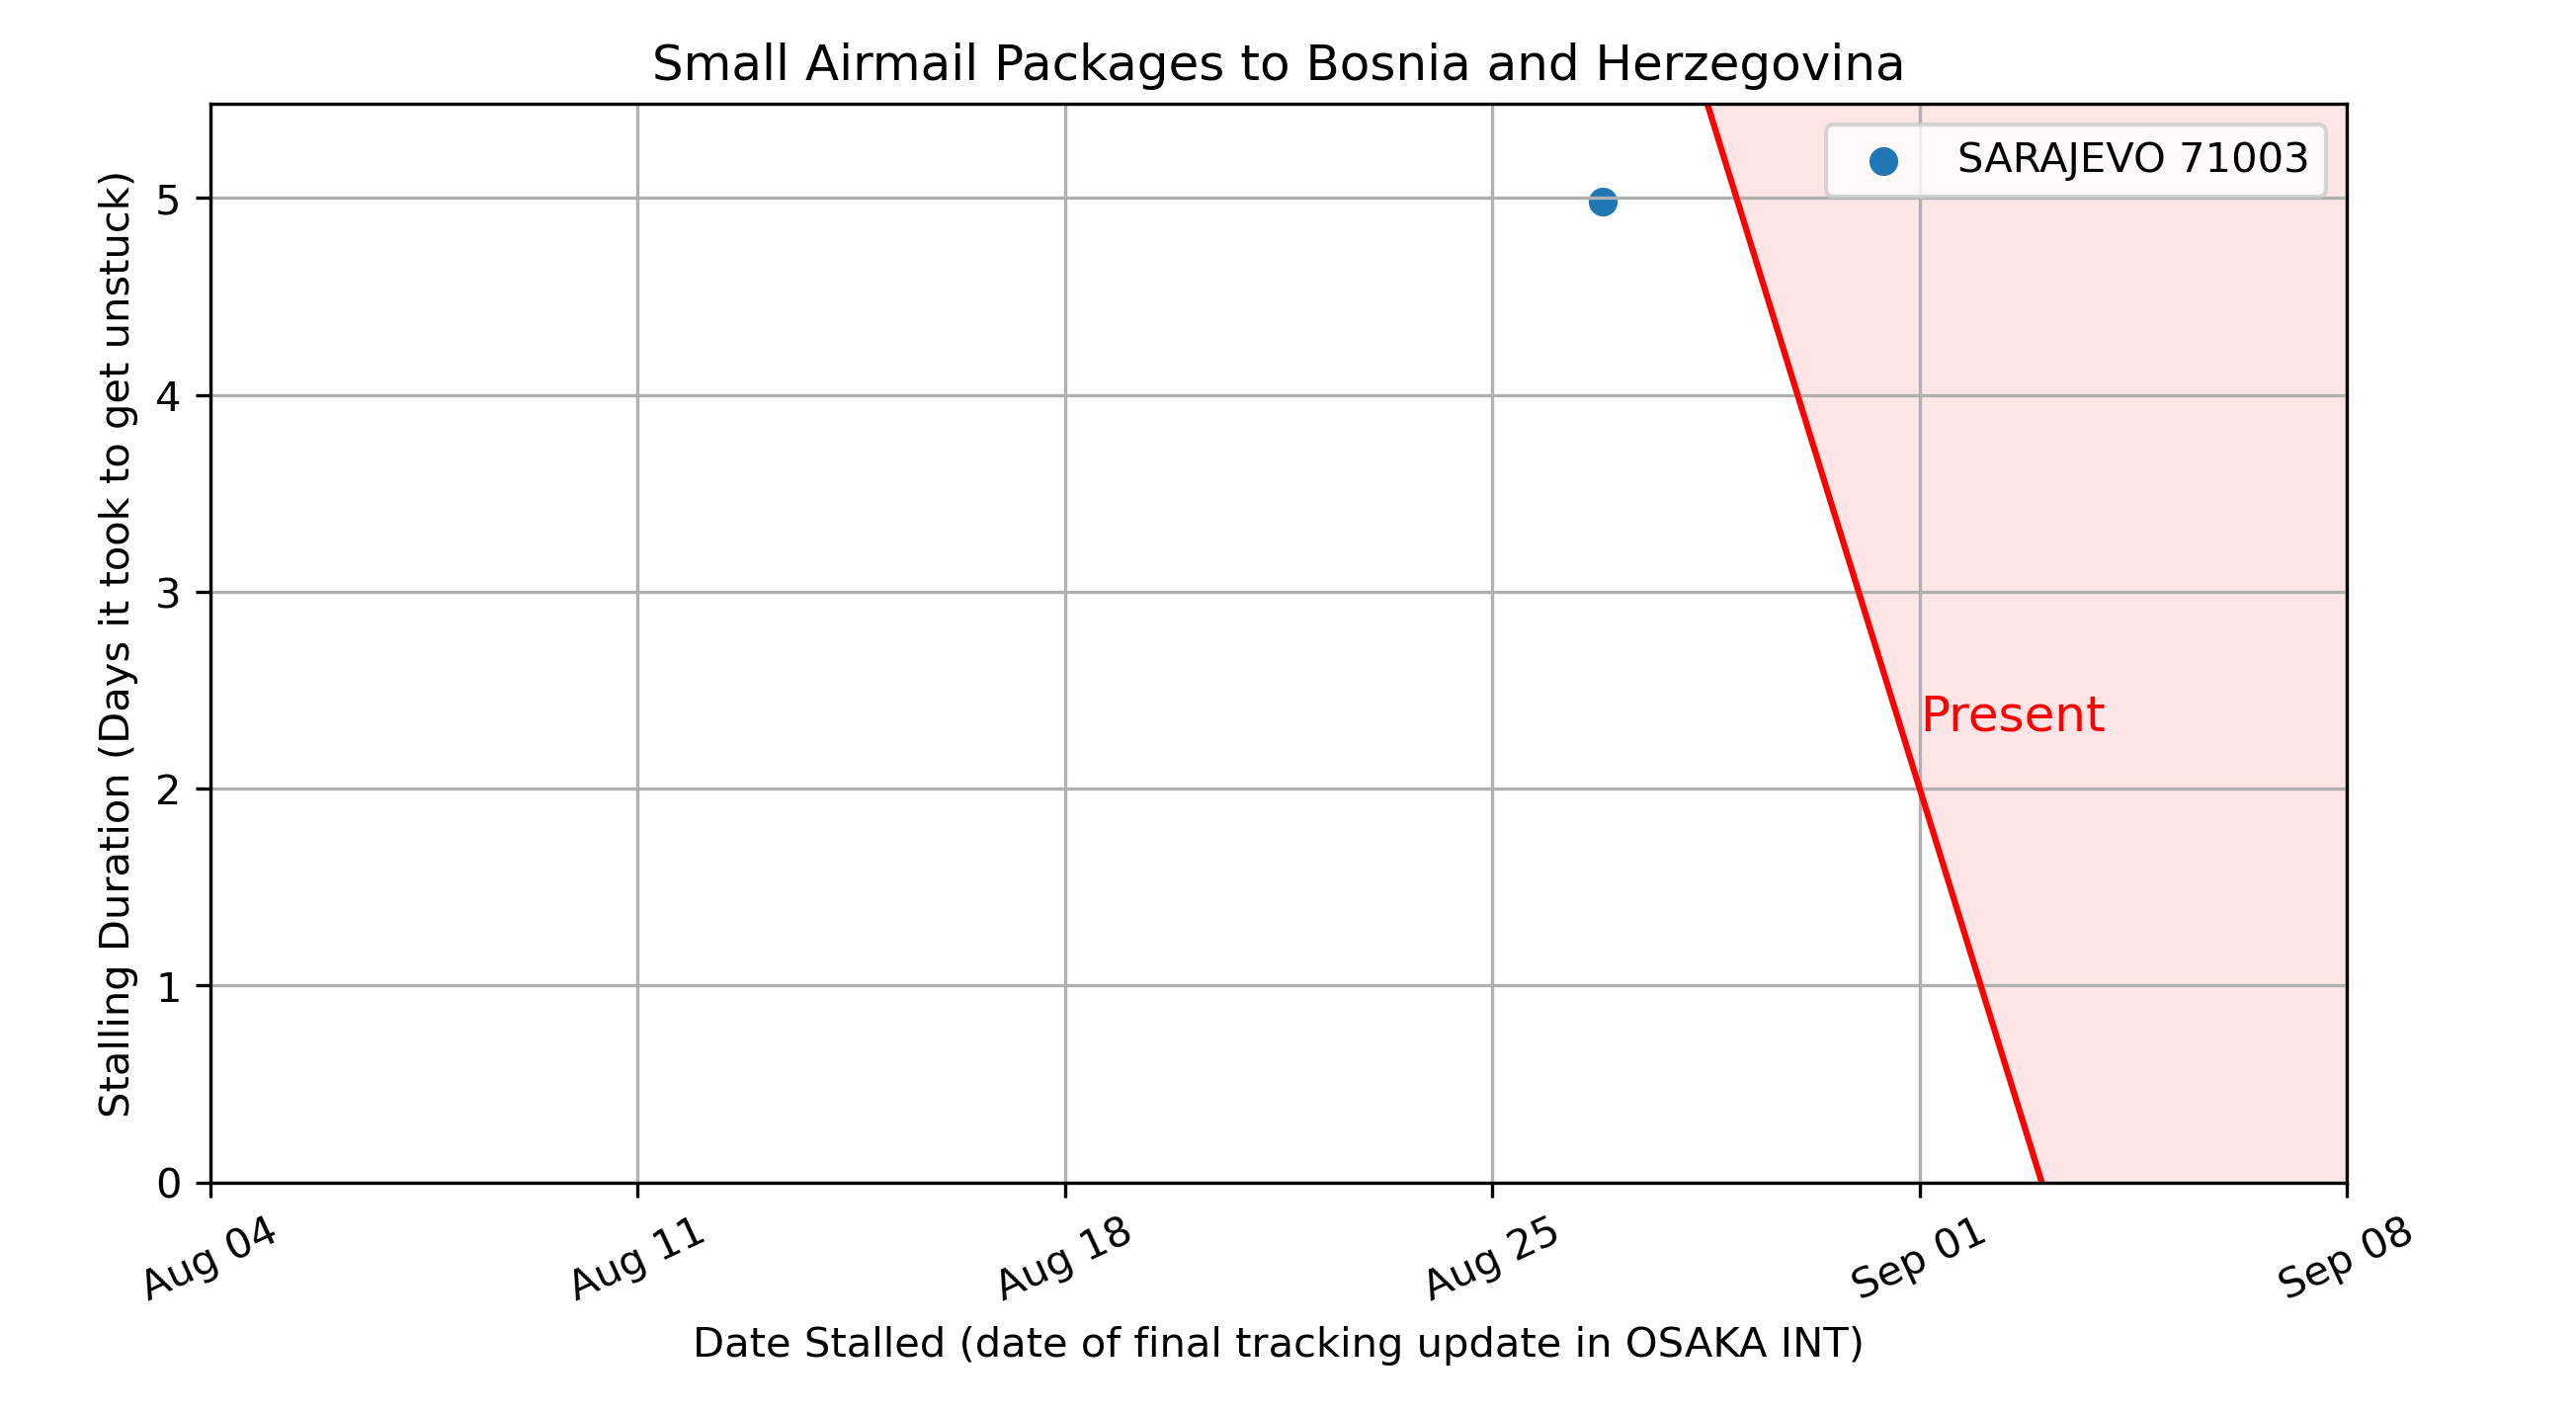 Small Airmail Packages to Bosnia and Herzegovina
SARAJEVO 71003
Stalling Duration (Days it took to get unstuck)
5
4
3
2
1
0
Present
Aug 04
Aug 11
Aug 18
Aug 25
Sep 01
Sep 08
Date Stalled (date of final tracking update in OSAKA INT)